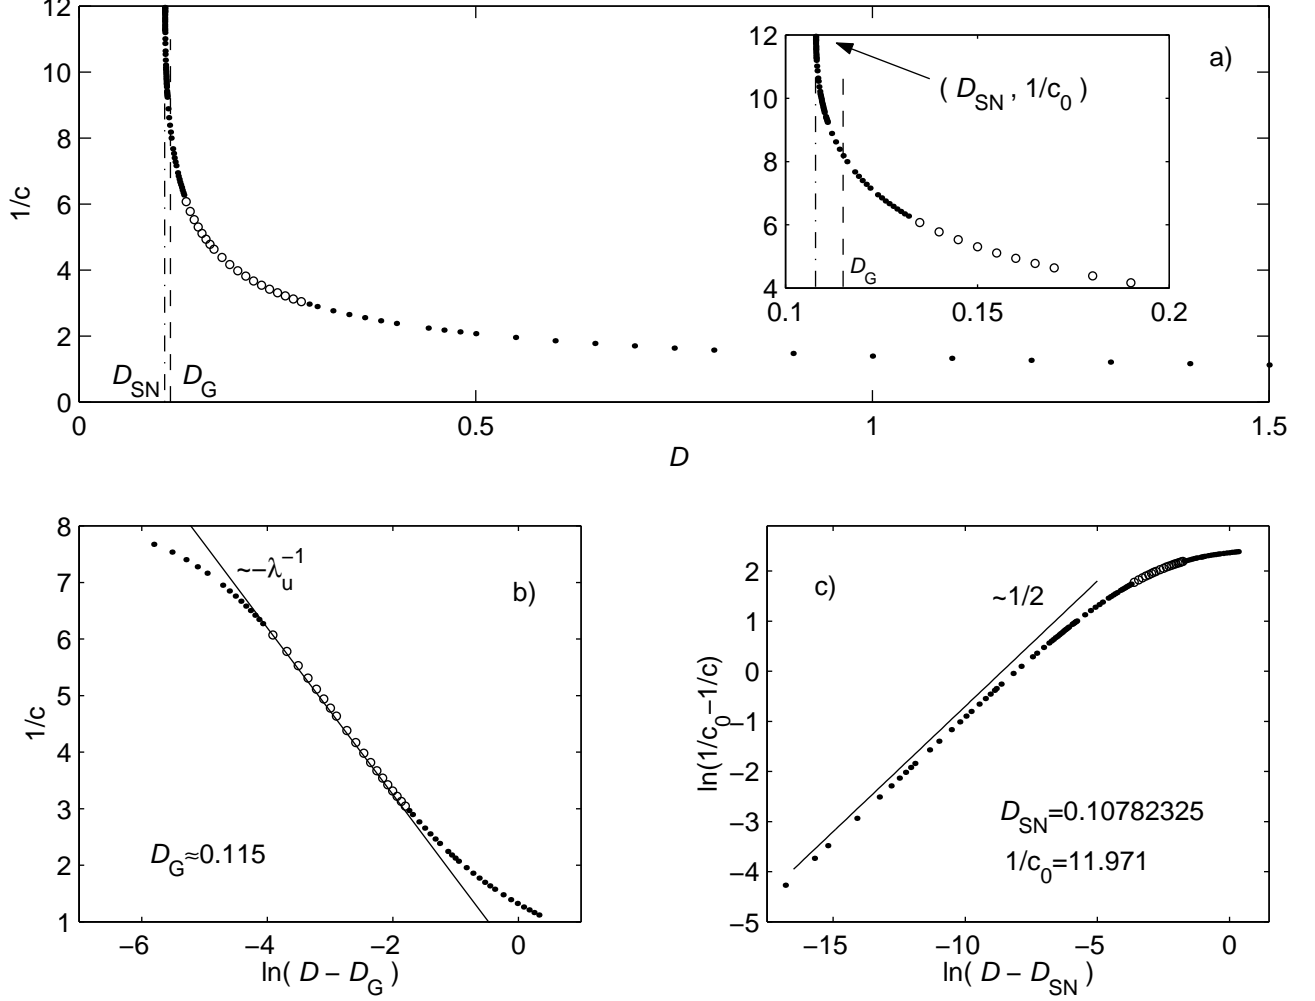 12
10
8
6
4
2
0
1/c
0
0.5
1
1.5
D
D_SN
D_G
a)
12
10
8
6
4
0.1
0.15
0.2
( D_SN , 1/c_0 )
D_G
8
7
6
5
4
3
2
1
1/c
−6
−4
−2
0
ln( D − D_G )
~−λ_u^−1
b)
D_G≈0.115
2
1
0
−1
−2
−3
−4
−5
ln(1/c_0−1/c)
−15
−10
−5
0
ln( D − D_SN )
~1/2
c)
D_SN=0.10782325
1/c_0=11.971